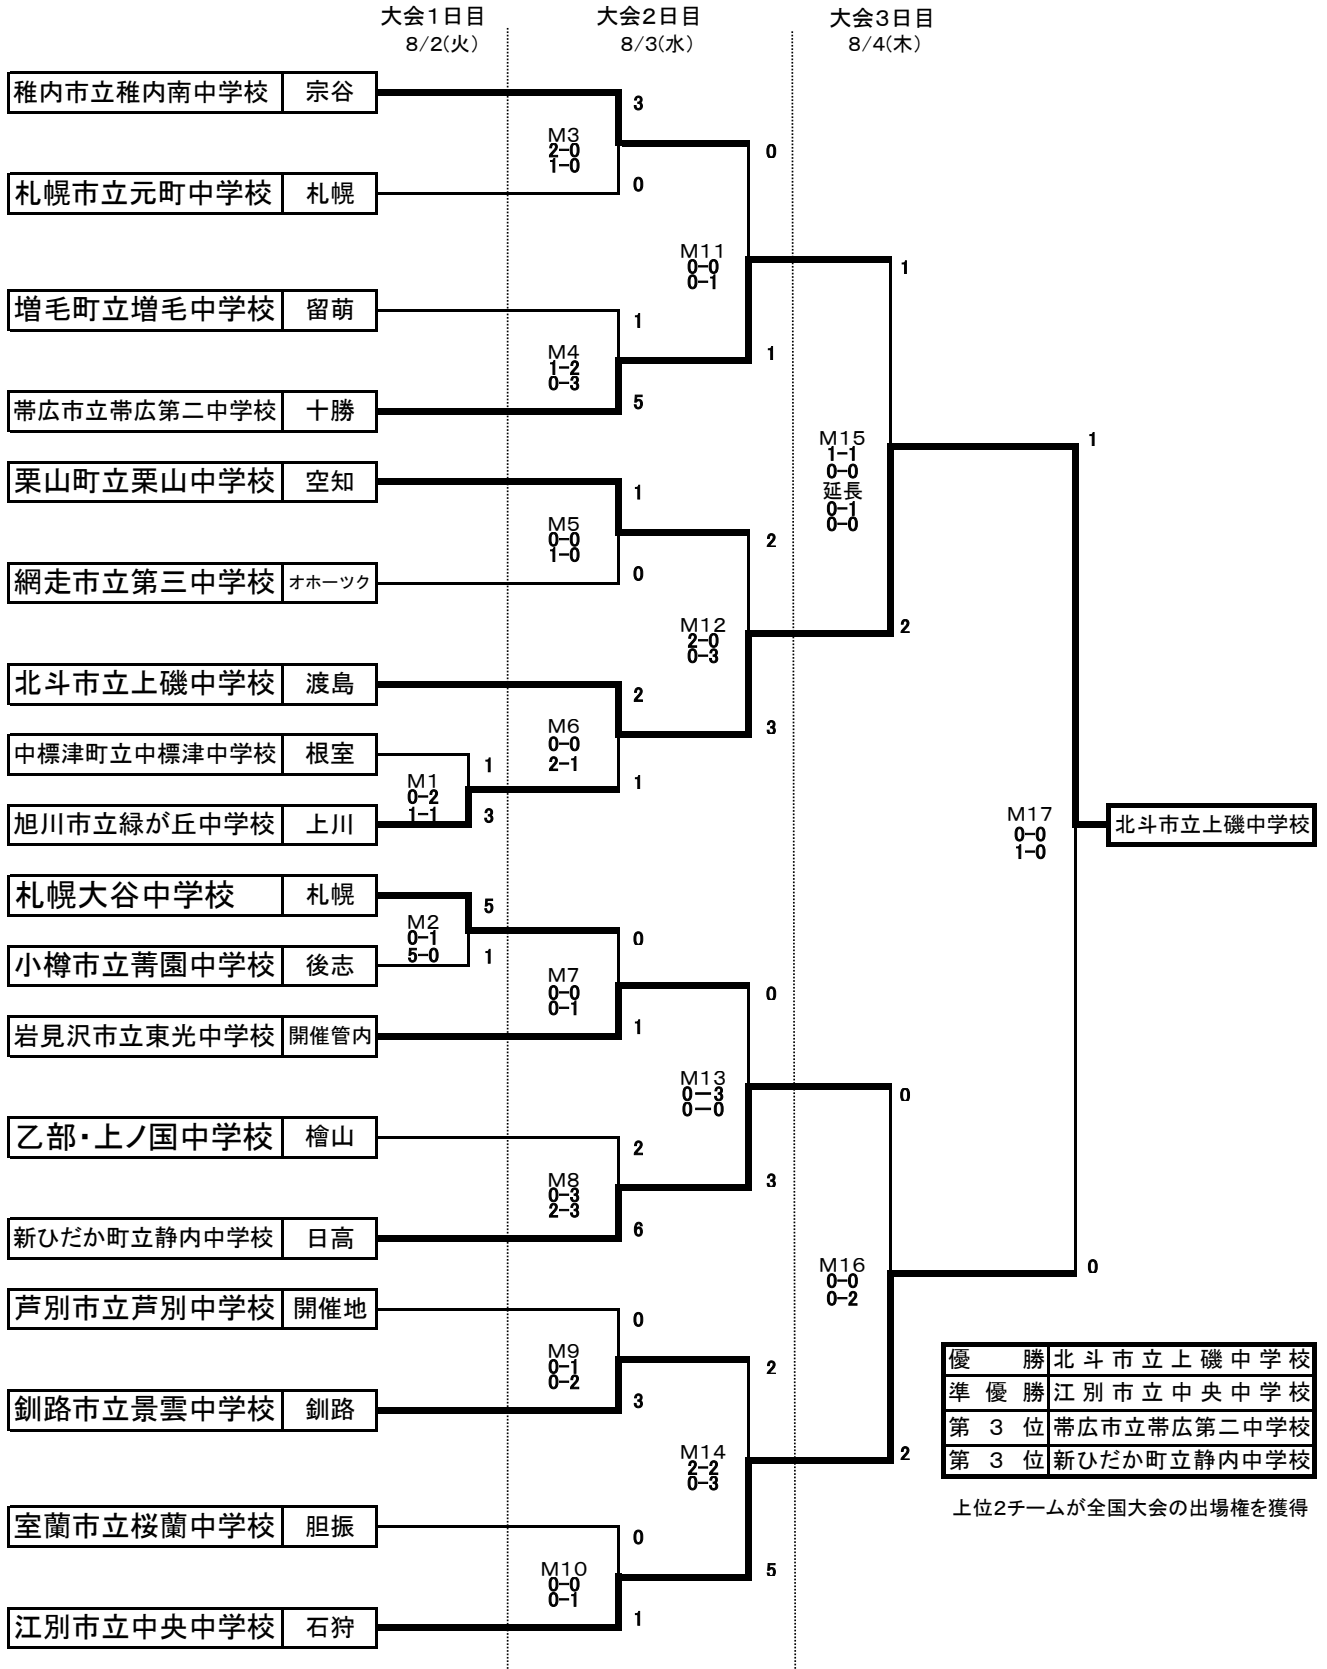 大会1日目 大会2日目 大会3日目
8/2(火) 8/3(水) 8/4(木)
稚内市立稚内南中学校 宗谷
3
M3
2-0
1-0
0
札幌市立元町中学校 札幌
0
M11
0-0
0-1
1
増毛町立増毛中学校 留萌
1
M4
1-2
0-3
1
帯広市立帯広第二中学校 十勝
5
M15
1-1
0-0
延長
0-1
0-0
1
栗山町立栗山中学校 空知
1
M5
0-0
1-0
2
網走市立第三中学校 オホーツク
0
M12
2-0
0-3
2
北斗市立上磯中学校 渡島
2
M6
0-0
2-1
3
中標津町立中標津中学校 根室
1
M1
0-2
1-1
1
旭川市立緑が丘中学校 上川
3
M17
0-0
1-0
北斗市立上磯中学校
札幌大谷中学校 札幌
5
M2
0-1
5-0
0
小樽市立菁園中学校 後志
1
M7
0-0
0-1
0
岩見沢市立東光中学校 開催管内
1
M13
0-3
0-0
0
乙部・上ノ国中学校 檜山
2
M8
0-3
2-3
3
新ひだか町立静内中学校 日高
6
M16
0-0
0-2
0
芦別市立芦別中学校 開催地
0
M9
0-1
0-2
2
釧路市立景雲中学校 釧路
3
M14
2-2
0-3
2
室蘭市立桜蘭中学校 胆振
0
M10
0-0
0-1
5
江別市立中央中学校 石狩
1
優勝 北斗市立上磯中学校
準優勝 江別市立中央中学校
第3位 帯広市立帯広第二中学校
第3位 新ひだか町立静内中学校
上位2チームが全国大会の出場権を獲得